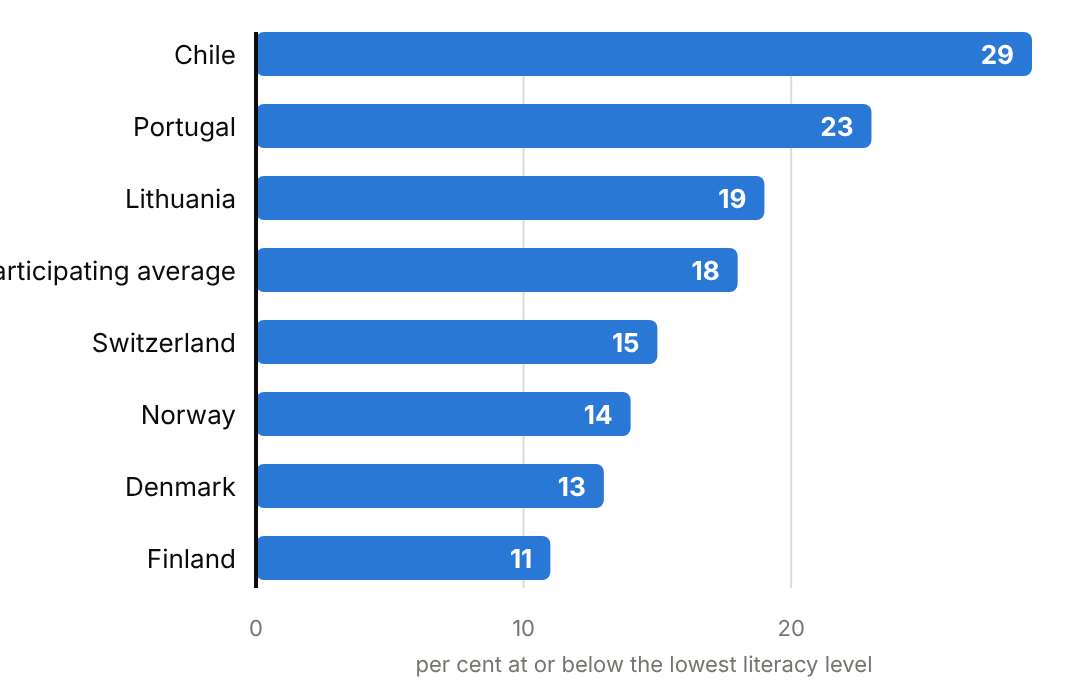 Chile 29
Portugal 23
Lithuania 19
articipating average 18
Switzerland 15
Norway 14
Denmark 13
Finland 11
0 10 20
per cent at or below the lowest literacy level